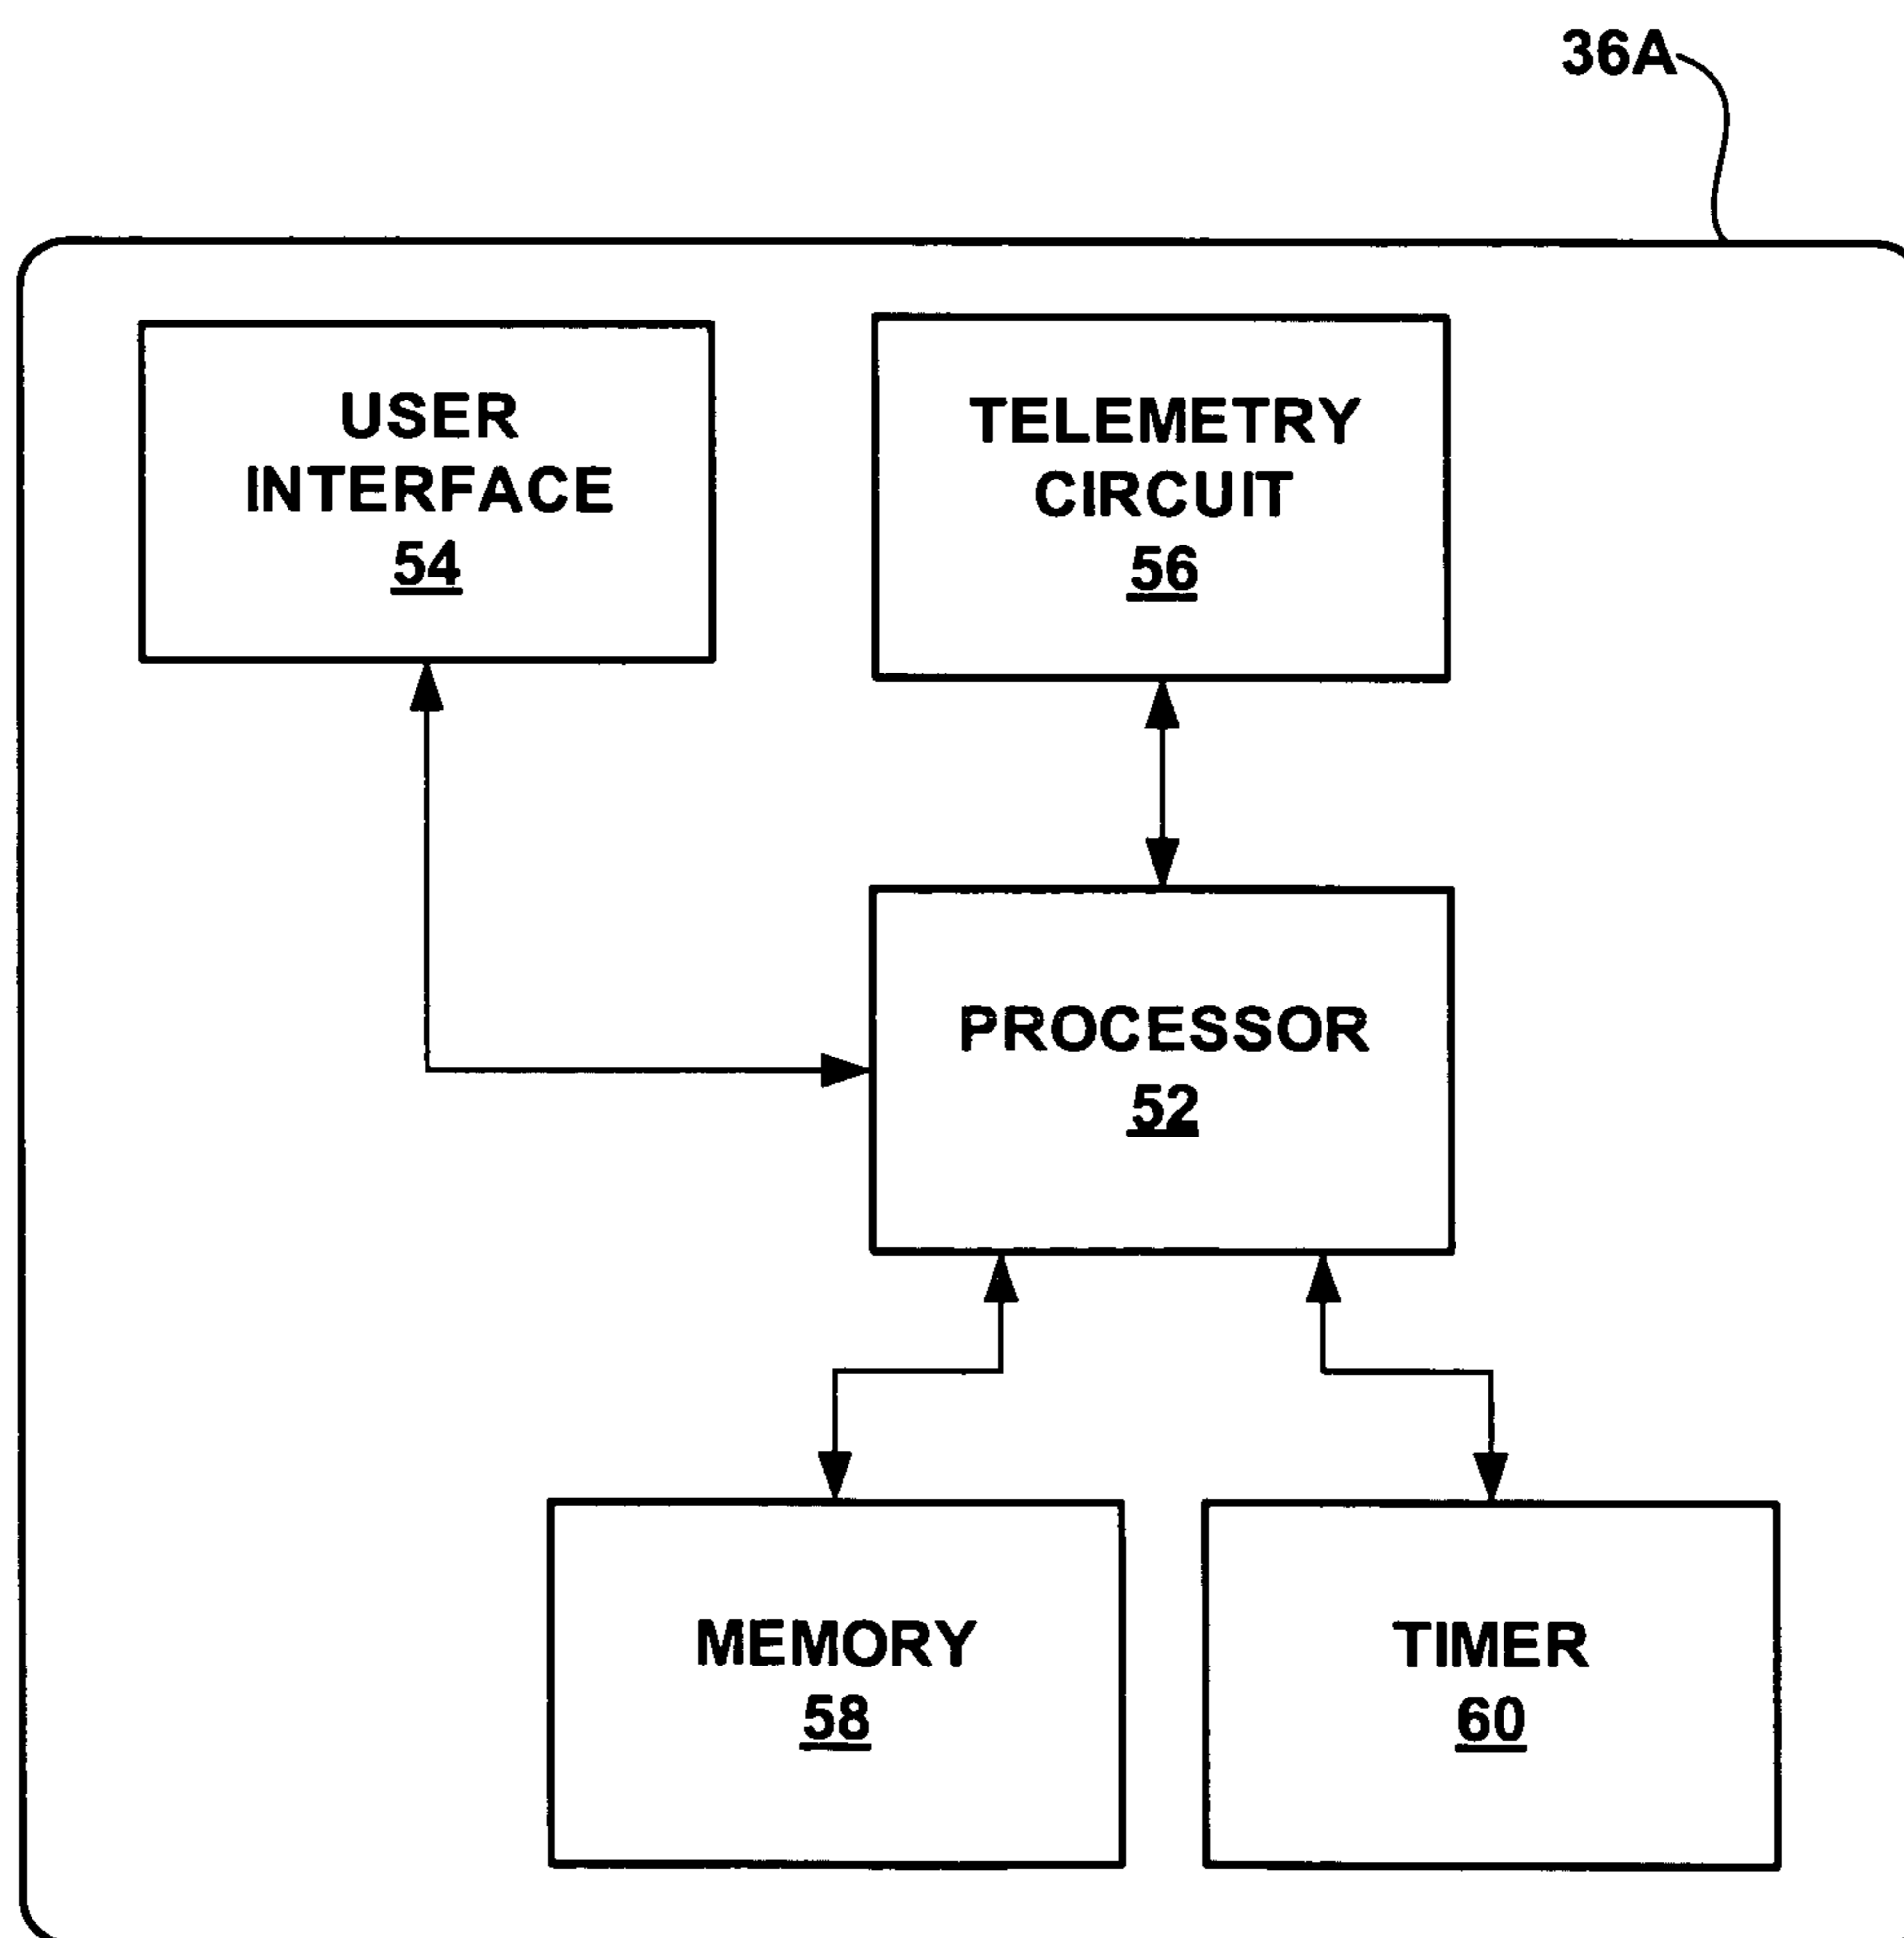 36A
USER
INTERFACE
54
TELEMETRY
CIRCUIT
56
PROCESSOR
52
MEMORY
58
TIMER
60